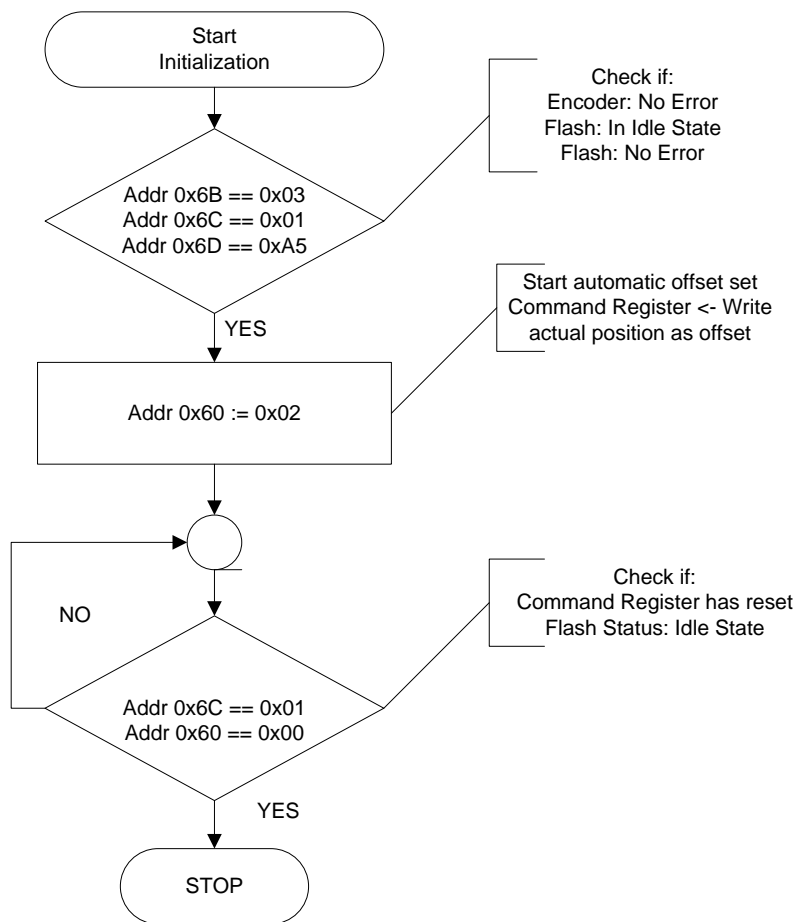 Start
Initialization
Check if:
Encoder: No Error
Flash: In Idle State
Flash: No Error
Addr 0x6B == 0x03
Addr 0x6C == 0x01
Addr 0x6D == 0xA5
Start automatic offset set
Command Register <- Write
actual position as offset
YES
Addr 0x60 := 0x02
Check if:
Command Register has reset
Flash Status: Idle State
NO
Addr 0x6C == 0x01
Addr 0x60 == 0x00
YES
STOP